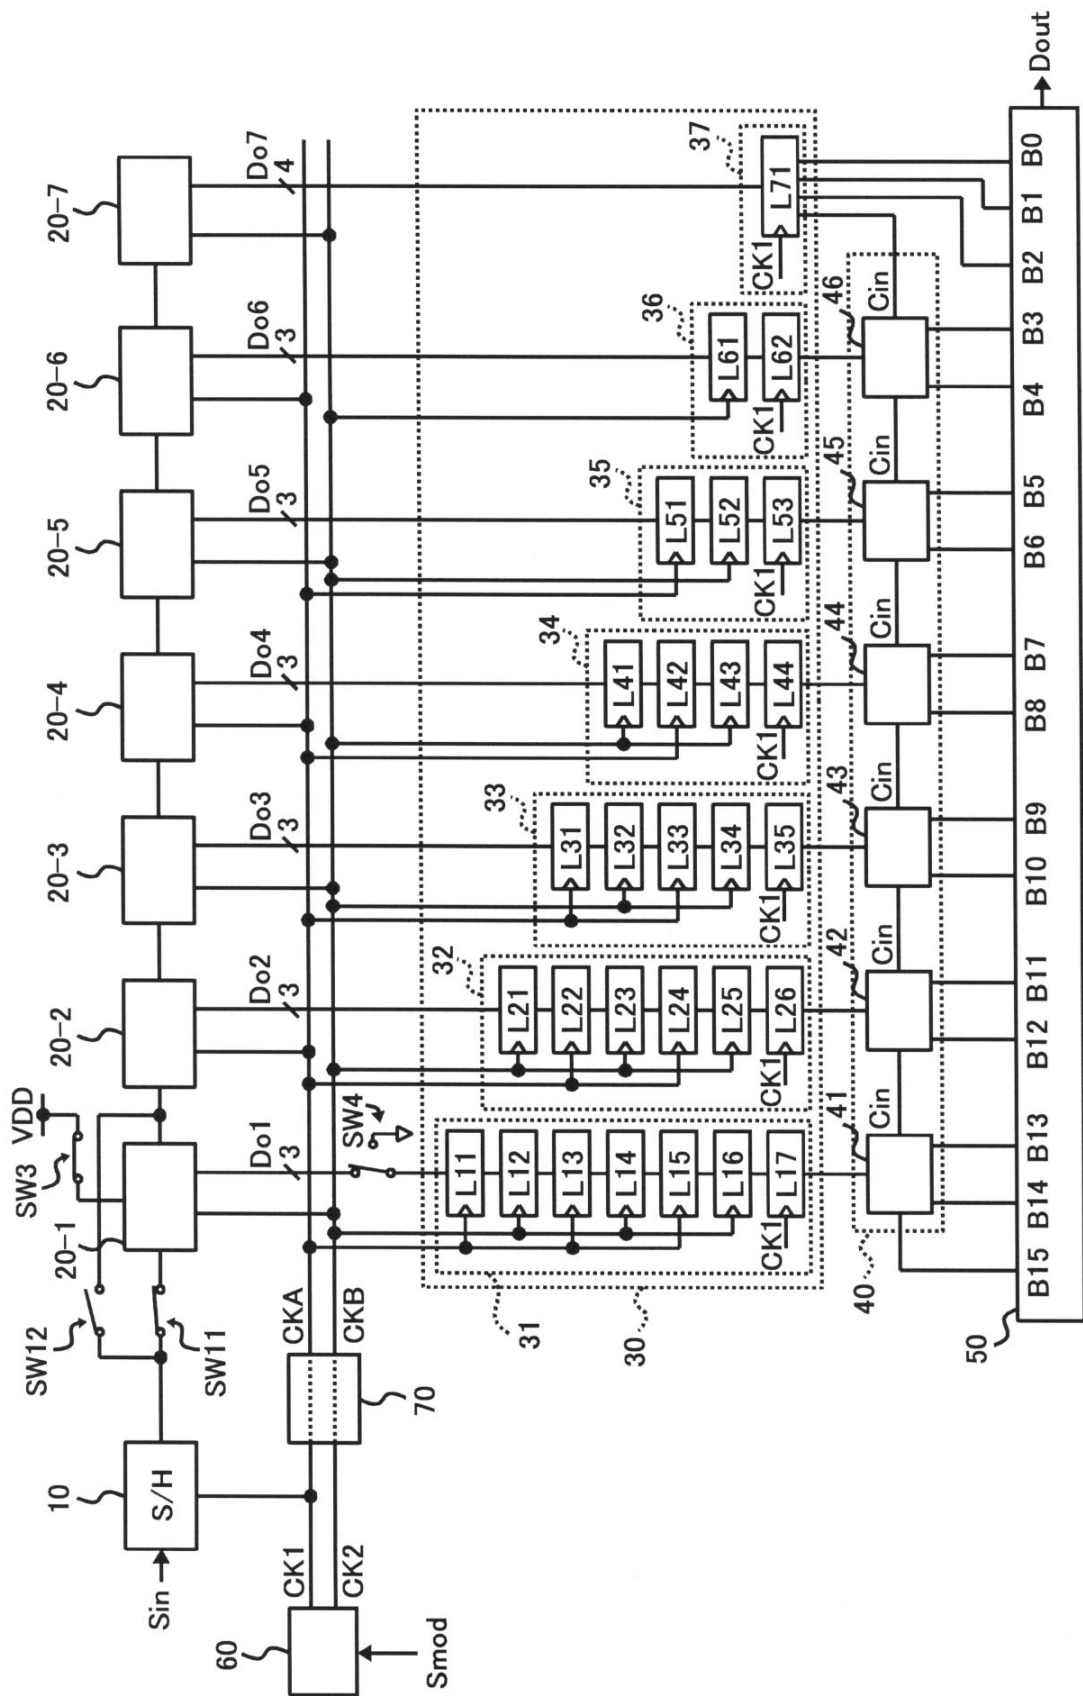 VDD
SW3
20-1
20-2
20-3
20-4
20-5
20-6
20-7
SW12
SW11
10
S/H
Sin
Do1
3
Do2
3
Do3
3
Do4
3
Do5
3
Do6
3
Do7
4
60
CK1
CK2
Smod
70
CKA
CKB
SW4
31
30
L11
L12
L13
L14
L15
L16
L17
CK1
32
L21
L22
L23
L24
L25
L26
CK1
33
L31
L32
L33
L34
L35
CK1
34
L41
L42
L43
L44
CK1
35
L51
L52
L53
CK1
36
L61
L62
CK1
37
L71
CK1
40
41
Cin
42
Cin
43
Cin
44
Cin
45
Cin
46
Cin
50
B15
B14
B13
B12
B11
B10
B9
B8
B7
B6
B5
B4
B3
B2
B1
B0
Dout